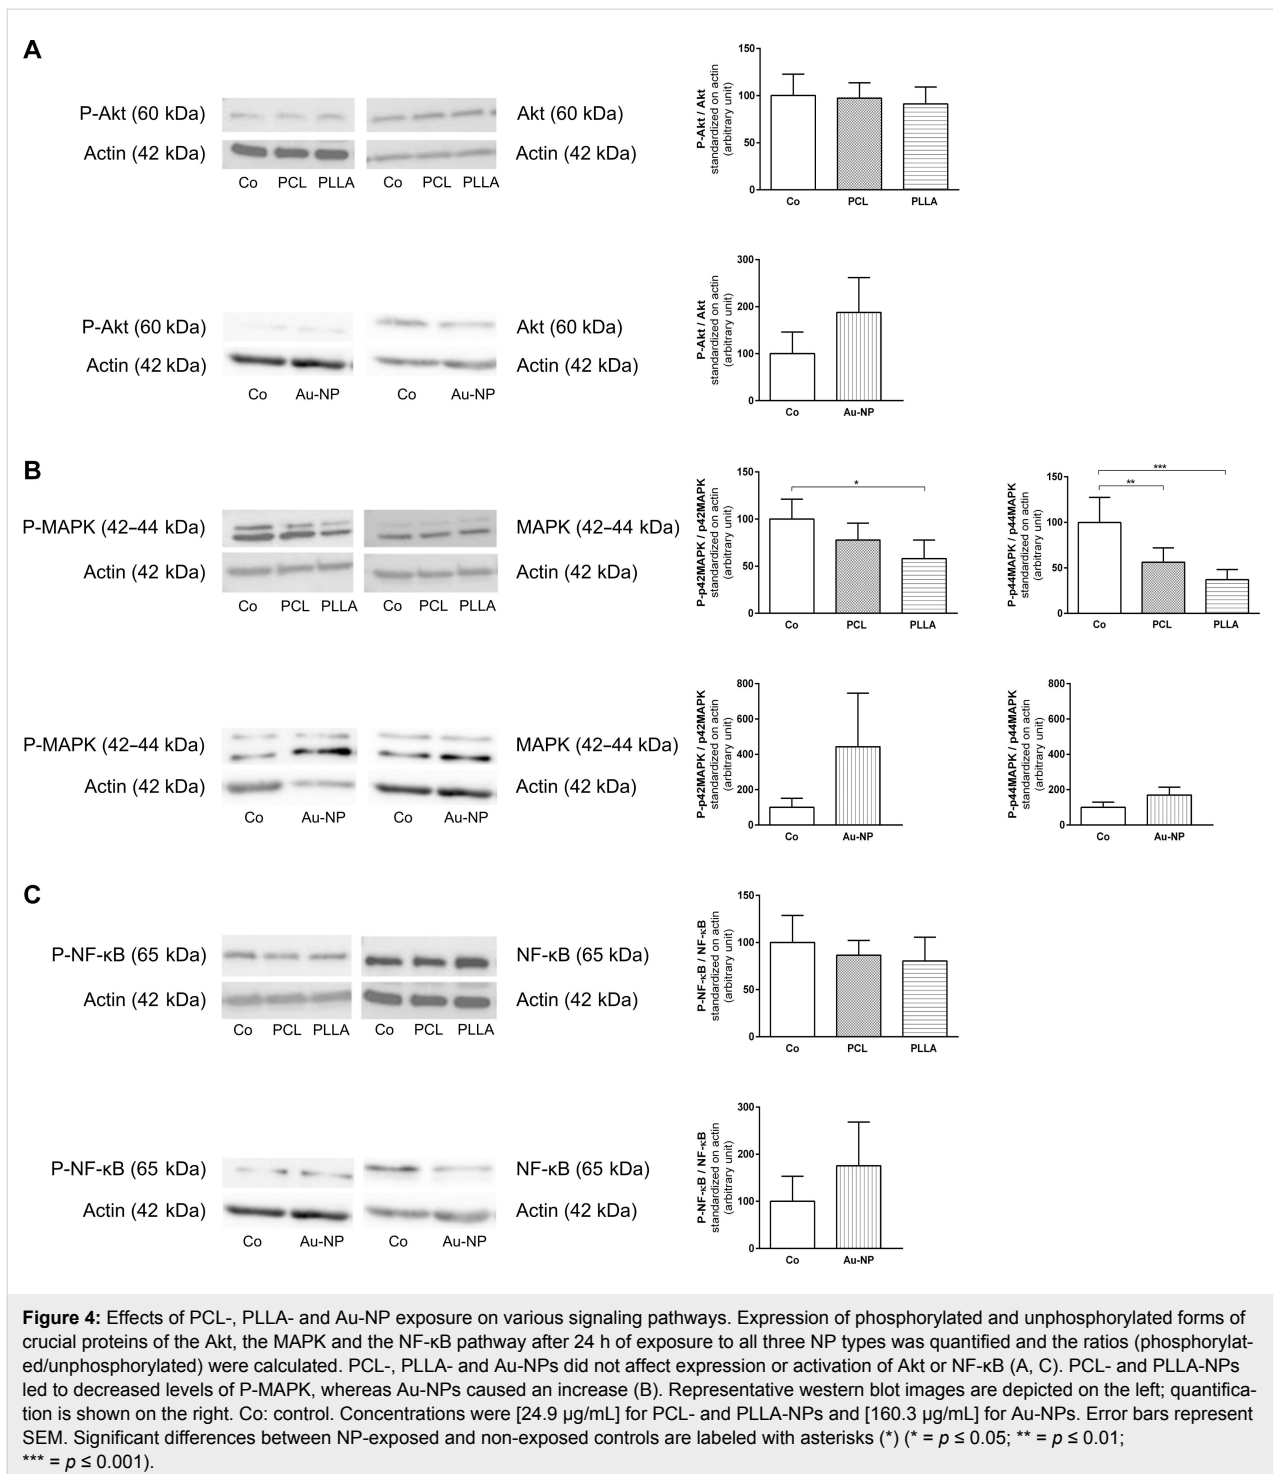 A
P-Akt (60 kDa)
Akt (60 kDa)
Actin (42 kDa)
Actin (42 kDa)
Co PCL PLLA
Co PCL PLLA
P-Akt / Akt
standardized on actin
(arbitrary unit)
150
100
50
0
Co PCL PLLA
P-Akt (60 kDa)
Akt (60 kDa)
Actin (42 kDa)
Actin (42 kDa)
Co Au-NP
Co Au-NP
P-Akt / Akt
standardized on actin
(arbitrary unit)
300
200
100
0
Co Au-NP
B
P-MAPK (42–44 kDa)
MAPK (42–44 kDa)
Actin (42 kDa)
Actin (42 kDa)
Co PCL PLLA
Co PCL PLLA
P-p42MAPK / p42MAPK
standardized on actin
(arbitrary unit)
150
100
50
0
*
Co PCL PLLA
P-p44MAPK / p44MAPK
standardized on actin
(arbitrary unit)
150
100
50
0
***
**
Co PCL PLLA
P-MAPK (42–44 kDa)
MAPK (42–44 kDa)
Actin (42 kDa)
Actin (42 kDa)
Co Au-NP
Co Au-NP
P-p42MAPK / p42MAPK
standardized on actin
(arbitrary unit)
800
600
400
200
0
Co Au-NP
P-p44MAPK / p44MAPK
standardized on actin
(arbitrary unit)
800
600
400
200
0
Co Au-NP
C
P-NF-κB (65 kDa)
NF-κB (65 kDa)
Actin (42 kDa)
Actin (42 kDa)
Co PCL PLLA
Co PCL PLLA
P-NF-κB / NF-κB
standardized on actin
(arbitrary unit)
150
100
50
0
Co PCL PLLA
P-NF-κB (65 kDa)
NF-κB (65 kDa)
Actin (42 kDa)
Actin (42 kDa)
Co Au-NP
Co Au-NP
P-NF-κB / NF-κB
standardized on actin
(arbitrary unit)
300
200
100
0
Co Au-NP
Figure 4: Effects of PCL-, PLLA- and Au-NP exposure on various signaling pathways. Expression of phosphorylated and unphosphorylated forms of
crucial proteins of the Akt, the MAPK and the NF-κB pathway after 24 h of exposure to all three NP types was quantified and the ratios (phosphorylat-
ed/unphosphorylated) were calculated. PCL-, PLLA- and Au-NPs did not affect expression or activation of Akt or NF-κB (A, C). PCL- and PLLA-NPs
led to decreased levels of P-MAPK, whereas Au-NPs caused an increase (B). Representative western blot images are depicted on the left; quantifica-
tion is shown on the right. Co: control. Concentrations were [24.9 µg/mL] for PCL- and PLLA-NPs and [160.3 µg/mL] for Au-NPs. Error bars represent
SEM. Significant differences between NP-exposed and non-exposed controls are labeled with asterisks (*) (* = p ≤ 0.05; ** = p ≤ 0.01;
*** = p ≤ 0.001).